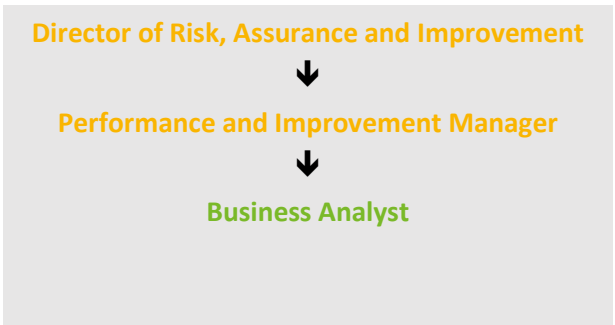 Director of Risk, Assurance and Improvement
🡫
Performance and Improvement Manager
🡫
Business Analyst